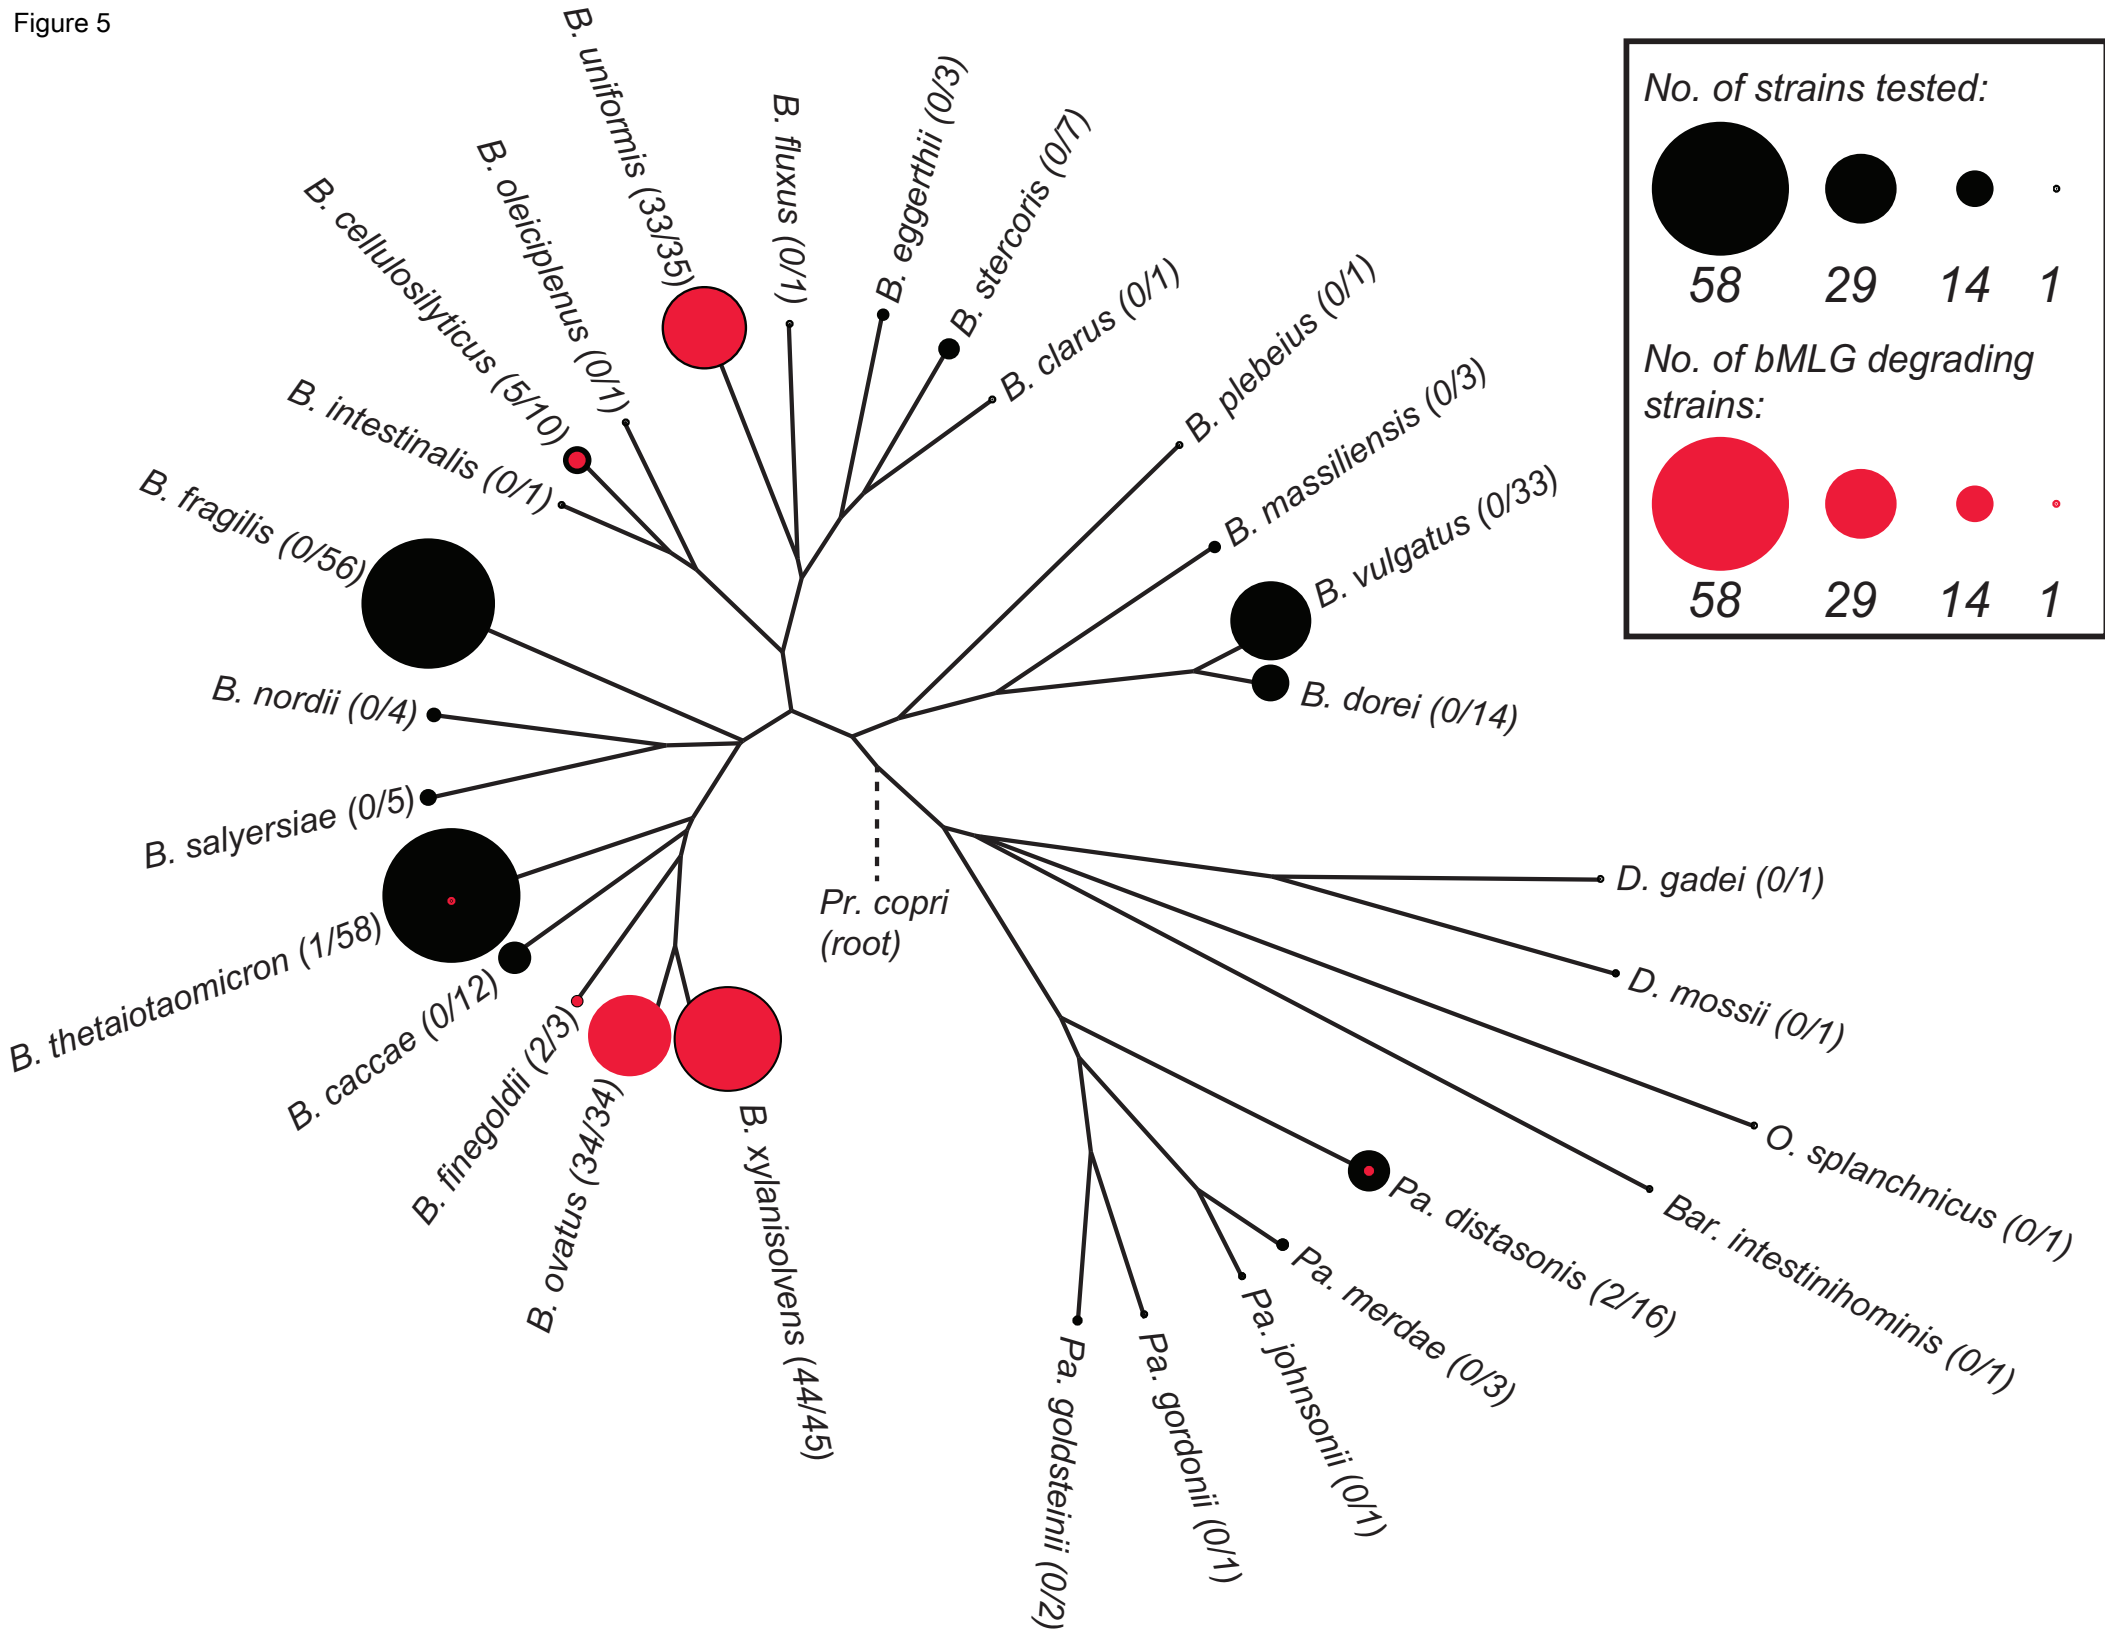 Figure 5
No. of strains tested:
58 29 14 1
No. of bMLG degrading
strains:
58 29 14 1
B. uniformis (33/35)
B. fluxus (0/1)
B. eggerthii (0/3)
B. stercoris (0/7)
B. clarus (0/1)
B. plebeius (0/1)
B. massiliensis (0/3)
B. vulgatus (0/33)
B. dorei (0/14)
B. oleiciplenus (0/1)
B. cellulosilyticus (5/10)
B. intestinalis (0/1)
B. fragilis (0/56)
B. nordii (0/4)
B. salyersiae (0/5)
B. thetaiotaomicron (1/58)
B. caccae (0/12)
B. finegoldii (2/3)
B. ovatus (34/34)
B. xylanisolvens (44/45)
Pr. copri
(root)
D. gadei (0/1)
D. mossii (0/1)
O. splanchnicus (0/1)
Bar. intestinihominis (0/1)
Pa. distasonis (2/16)
Pa. merdae (0/3)
Pa. johnsonii (0/1)
Pa. gordonii (0/1)
Pa. goldsteinii (0/2)